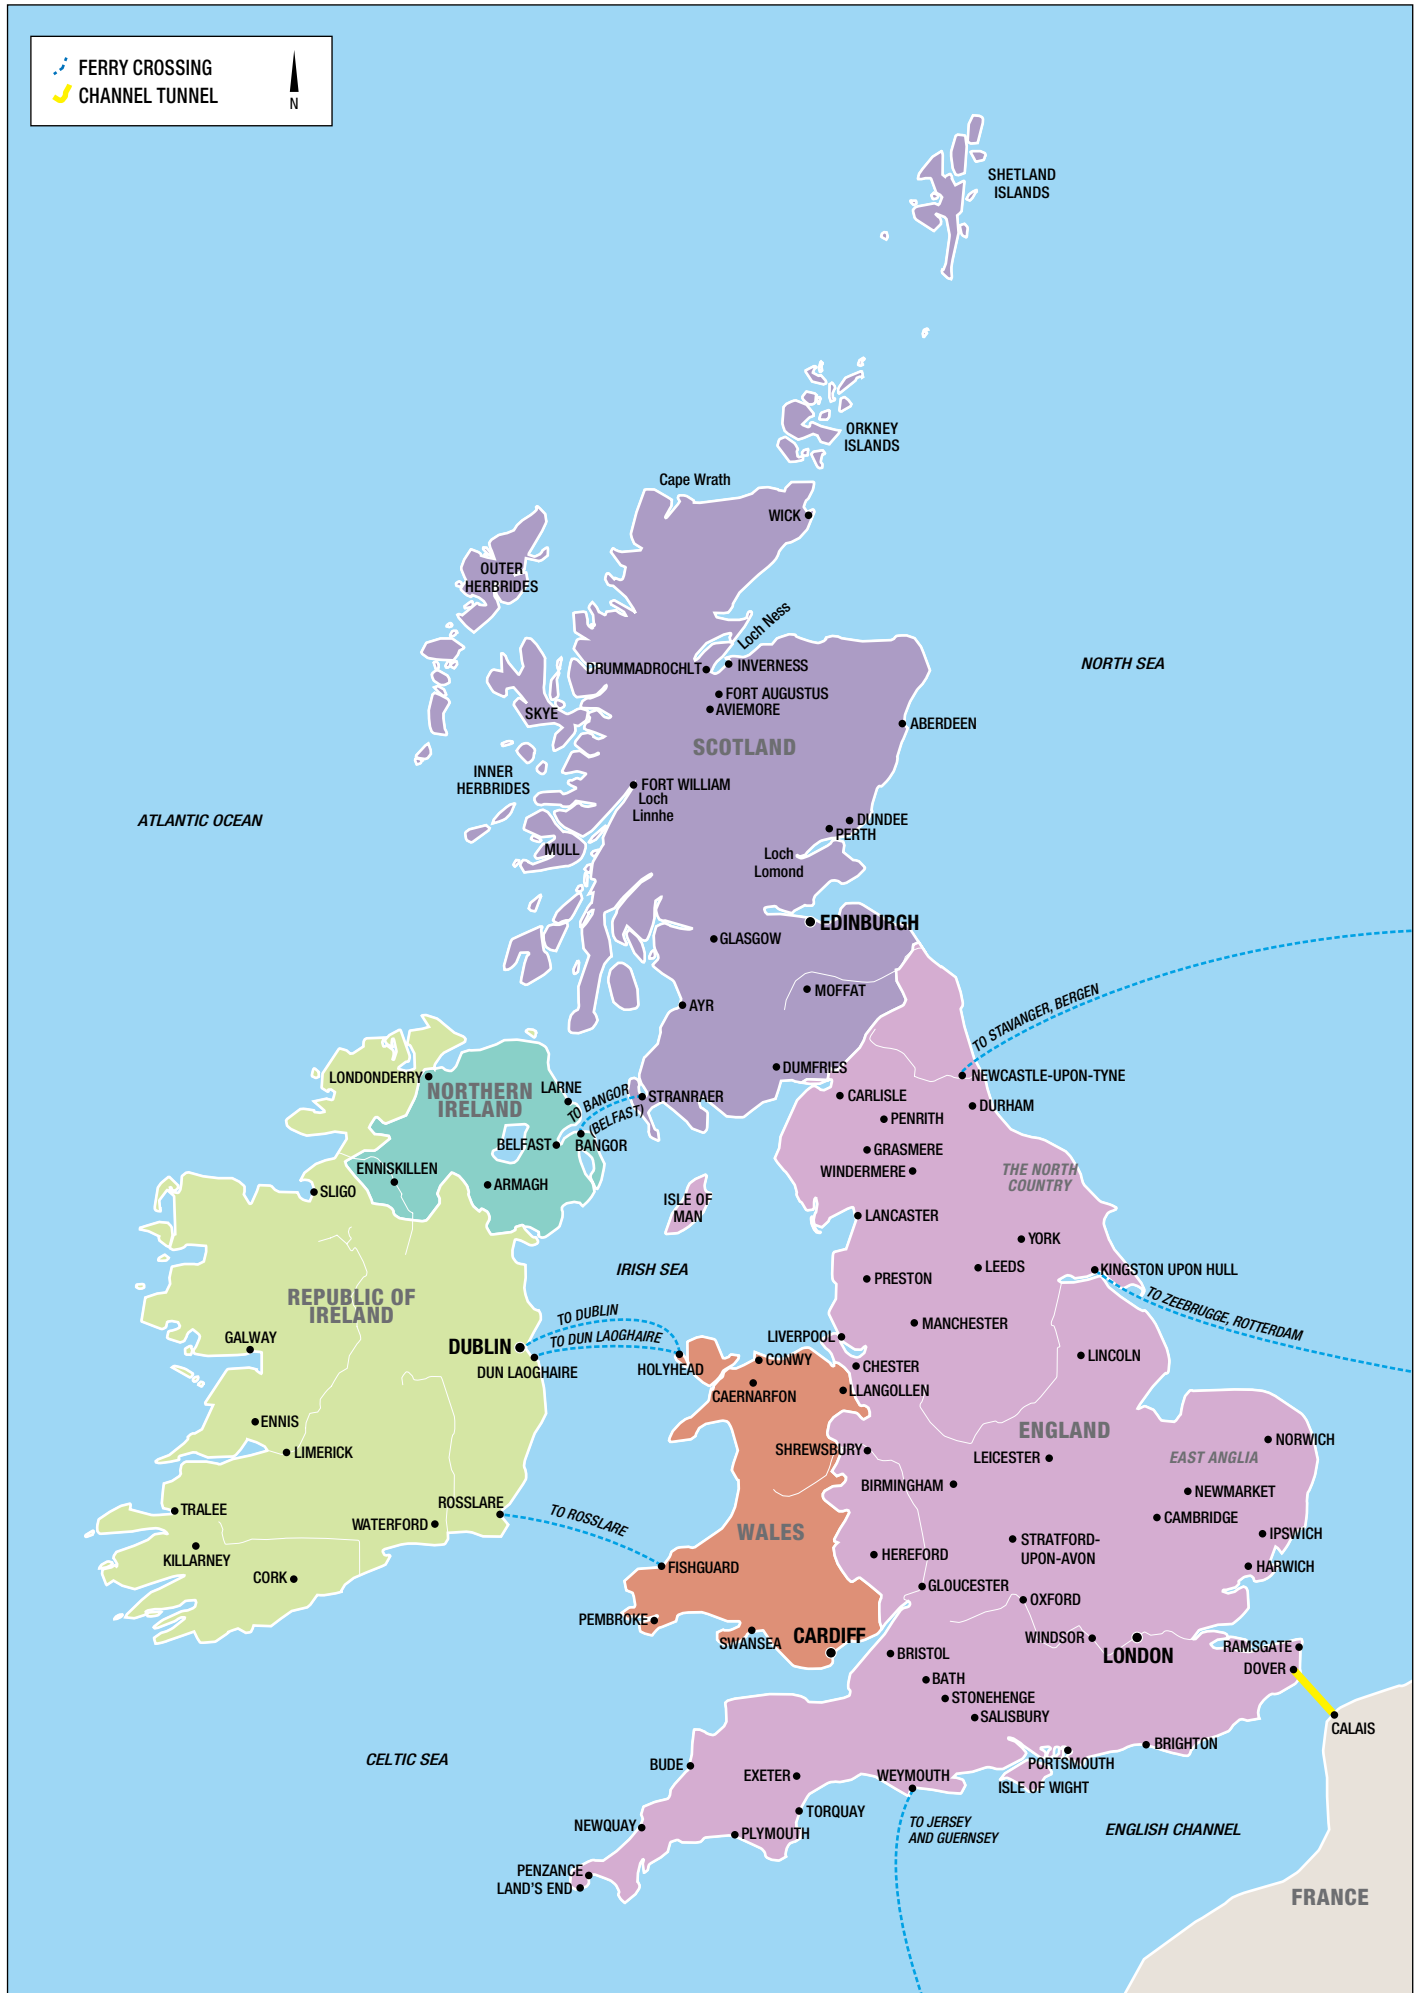 FERRY CROSSING
CHANNEL TUNNEL
N
SHETLAND
ISLANDS
ORKNEY
ISLANDS
Cape Wrath
WICK
OUTER
HERBRIDES
Loch Ness
DRUMMADROCHLT
INVERNESS
NORTH SEA
FORT AUGUSTUS
AVIEMORE
SKYE
ABERDEEN
SCOTLAND
INNER
HERBRIDES
FORT WILLIAM
Loch
Linnhe
ATLANTIC OCEAN
DUNDEE
PERTH
MULL
Loch
Lomond
EDINBURGH
GLASGOW
MOFFAT
AYR
TO STAVANGER, BERGEN
DUMFRIES
LONDONDERRY
NORTHERN
IRELAND
LARNE
TO BANGOR
(BELFAST)
STRANRAER
NEWCASTLE-UPON-TYNE
CARLISLE
DURHAM
PENRITH
BELFAST
BANGOR
GRASMERE
WINDERMERE
THE NORTH
COUNTRY
ENNISKILLEN
ARMAGH
SLIGO
ISLE OF
MAN
LANCASTER
YORK
IRISH SEA
LEEDS
KINGSTON UPON HULL
PRESTON
TO ZEEBRUGGE, ROTTERDAM
REPUBLIC OF
IRELAND
TO DUBLIN
MANCHESTER
GALWAY
DUBLIN
TO DUN LAOGHAIRE
LIVERPOOL
DUN LAOGHAIRE
HOLYHEAD
CONWY
CHESTER
LINCOLN
CAERNARFON
LLANGOLLEN
ENNIS
ENGLAND
NORWICH
LIMERICK
SHREWSBURY
LEICESTER
EAST ANGLIA
BIRMINGHAM
NEWMARKET
TRALEE
ROSSLARE
WATERFORD
TO ROSSLARE
WALES
CAMBRIDGE
IPSWICH
STRATFORD-
UPON-AVON
KILLARNEY
FISHGUARD
HEREFORD
HARWICH
CORK
GLOUCESTER
OXFORD
PEMBROKE
SWANSEA
CARDIFF
WINDSOR
LONDON
RAMSGATE
BRISTOL
DOVER
BATH
STONEHENGE
SALISBURY
CALAIS
BRIGHTON
CELTIC SEA
BUDE
EXETER
WEYMOUTH
PORTSMOUTH
ISLE OF WIGHT
TORQUAY
NEWQUAY
PLYMOUTH
TO JERSEY
AND GUERNSEY
ENGLISH CHANNEL
PENZANCE
LAND'S END
FRANCE